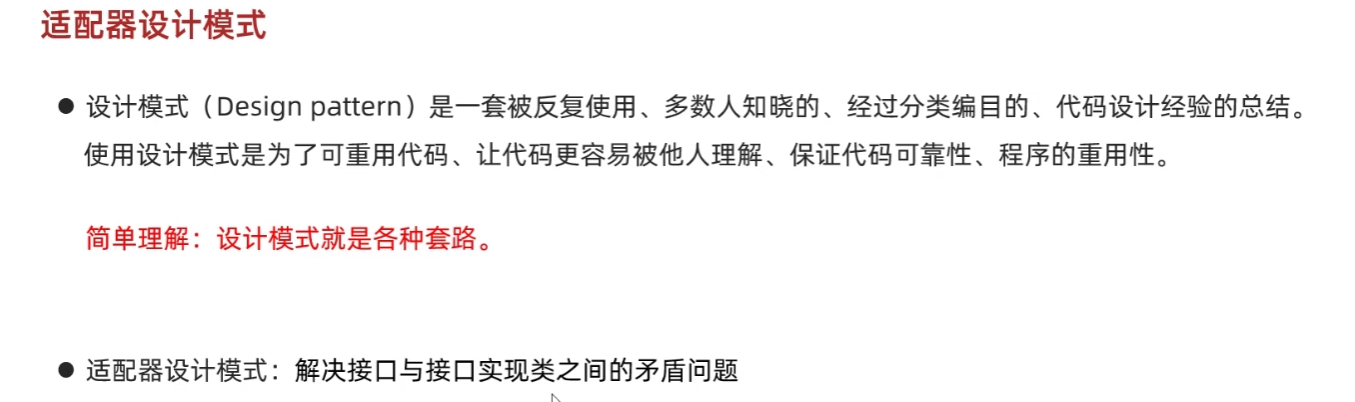 适配器设计模式
● 设计模式（Design pattern）是一套被反复使用、多数人知晓的、经过分类编目的、代码设计经验的总结。
使用设计模式是为了可重用代码、让代码更容易被他人理解、保证代码可靠性、程序的重用性。
简单理解：设计模式就是各种套路。
● 适配器设计模式：解决接口与接口实现类之间的矛盾问题